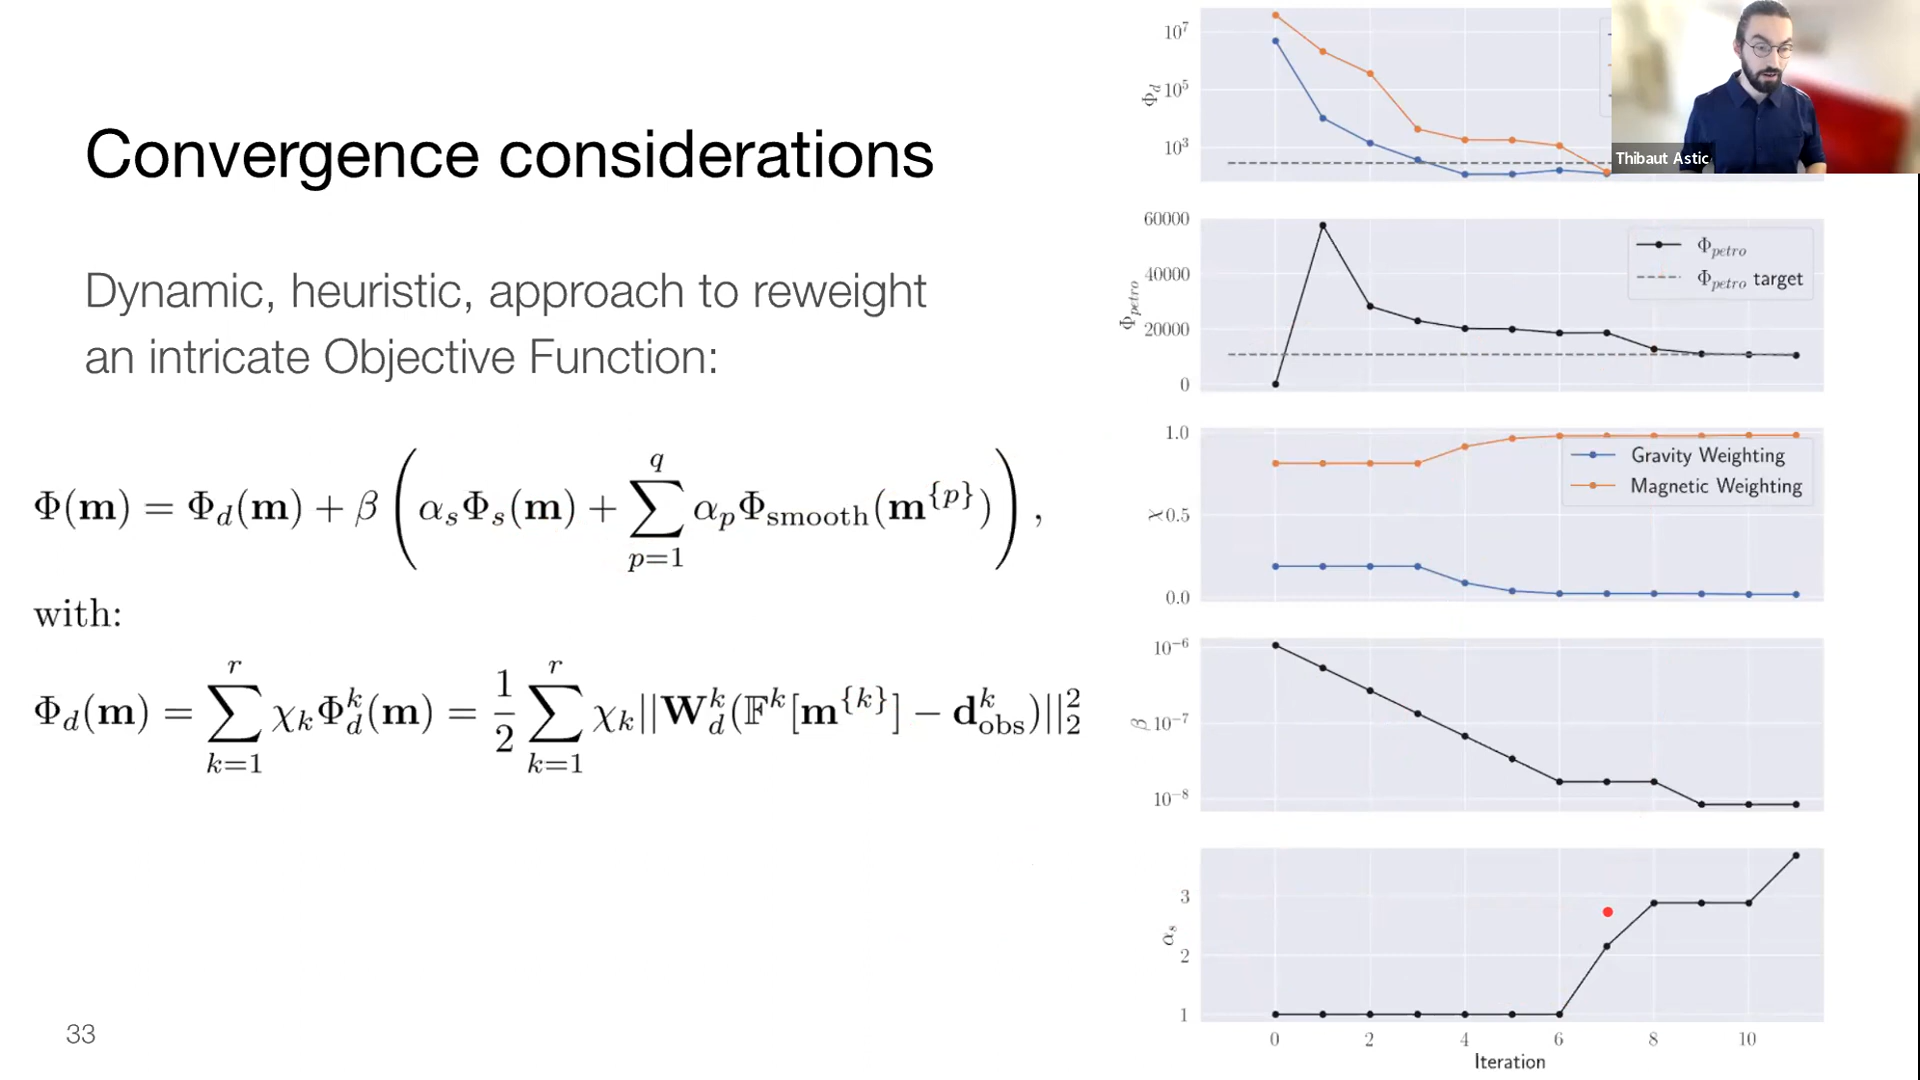 Convergence considerations
Dynamic, heuristic, approach to reweight
an intricate Objective Function:
Φ(m) = Φ_d(m) + β ( α_s Φ_s(m) + ∑_{p=1}^{q} α_p Φ_smooth(m^{p}) ) ,
with:
Φ_d(m) = ∑_{k=1}^{r} χ_k Φ_d^k(m) = 1/2 ∑_{k=1}^{r} χ_k ||W_d^k(𝔽^k[m^{k}] − d_obs^k)||_2^2
33
Φ_d
10^7
10^5
10^3
Thibaut Astic
Φ_petro
60000
40000
20000
0
Φ_petro
Φ_petro target
χ
1.0
0.5
0.0
Gravity Weighting
Magnetic Weighting
β
10^−6
10^−7
10^−8
α_s
3
2
1
0 2 4 6 8 10
Iteration